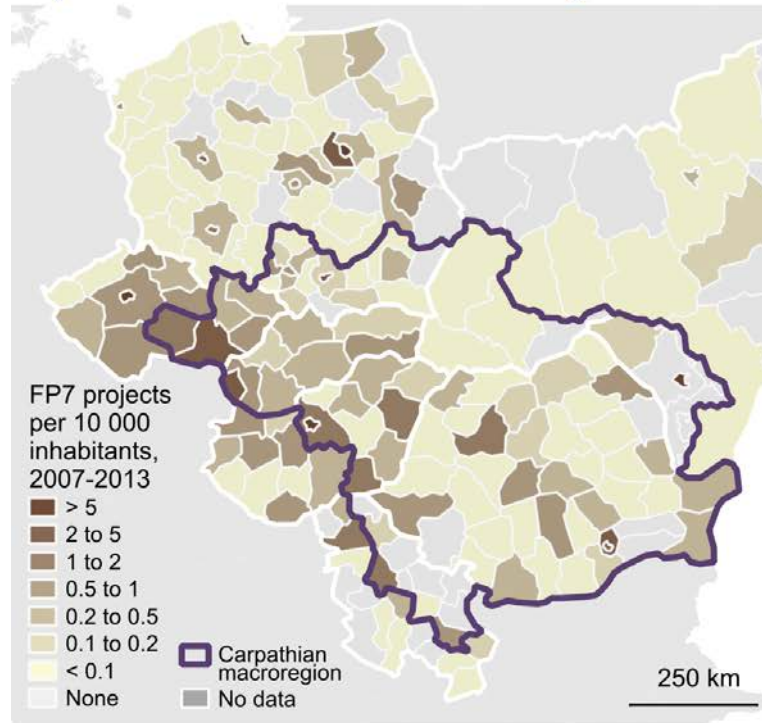 FP7 projects
per 10 000
inhabitants,
2007-2013
> 5
2 to 5
1 to 2
0.5 to 1
0.2 to 0.5
0.1 to 0.2
< 0.1
None
Carpathian
macroregion
No data
250 km